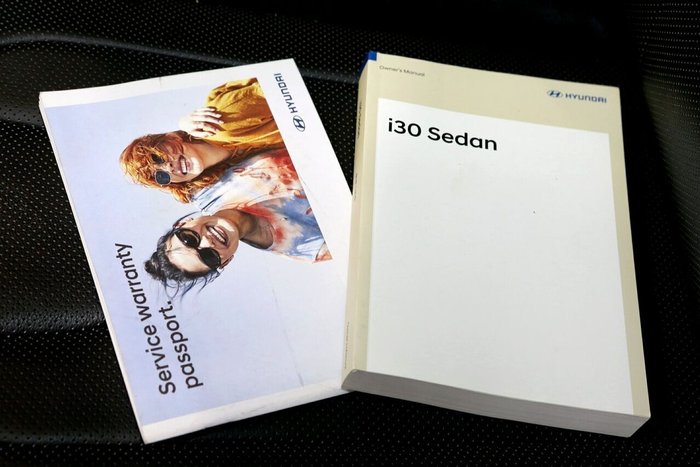 HYUNDAI
Service warranty
passport.
Owner's Manual
HYUNDAI
i30 Sedan